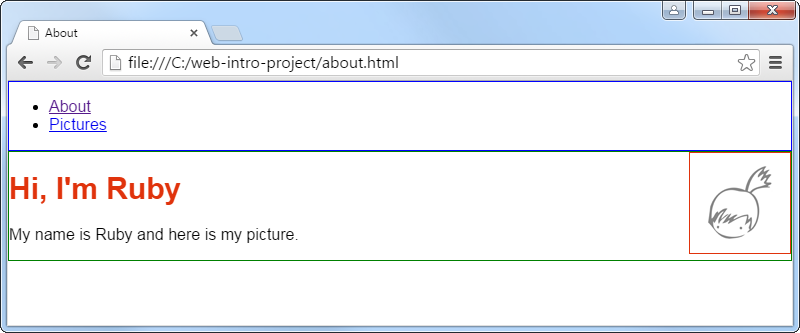 About
file:///C:/web-intro-project/about.html
About
Pictures
Hi, I'm Ruby
My name is Ruby and here is my picture.